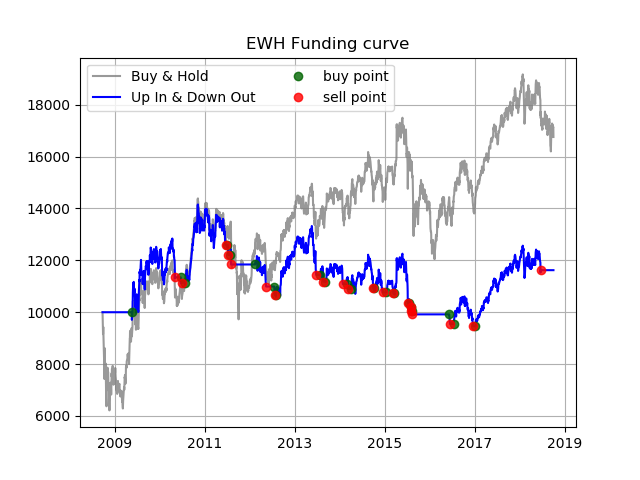 EWH Funding curve
Buy & Hold
Up In & Down Out
buy point
sell point
18000
16000
14000
12000
10000
8000
6000
2009 2011 2013 2015 2017 2019